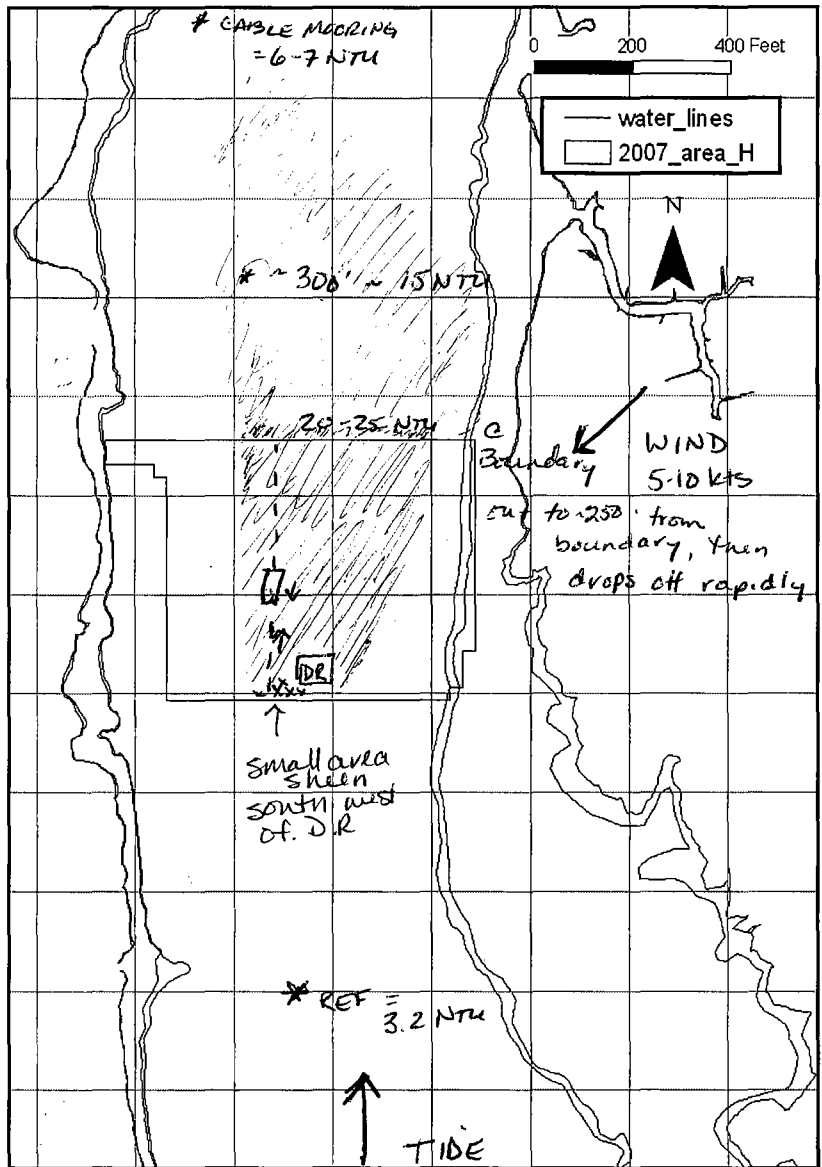 * CABLE MOORING
= 6-7 NTU
0 200 400 Feet
water_lines
2007_area_H
N
* ~ 300' ~ 15 NTU
20-25 NTU
@
Boundary
WIND
5-10 kts
out to ~250' from
boundary, then
drops off rapidly
DR
small area
sheen
south west
of D.R
* REF =
3.2 NTU
TIDE